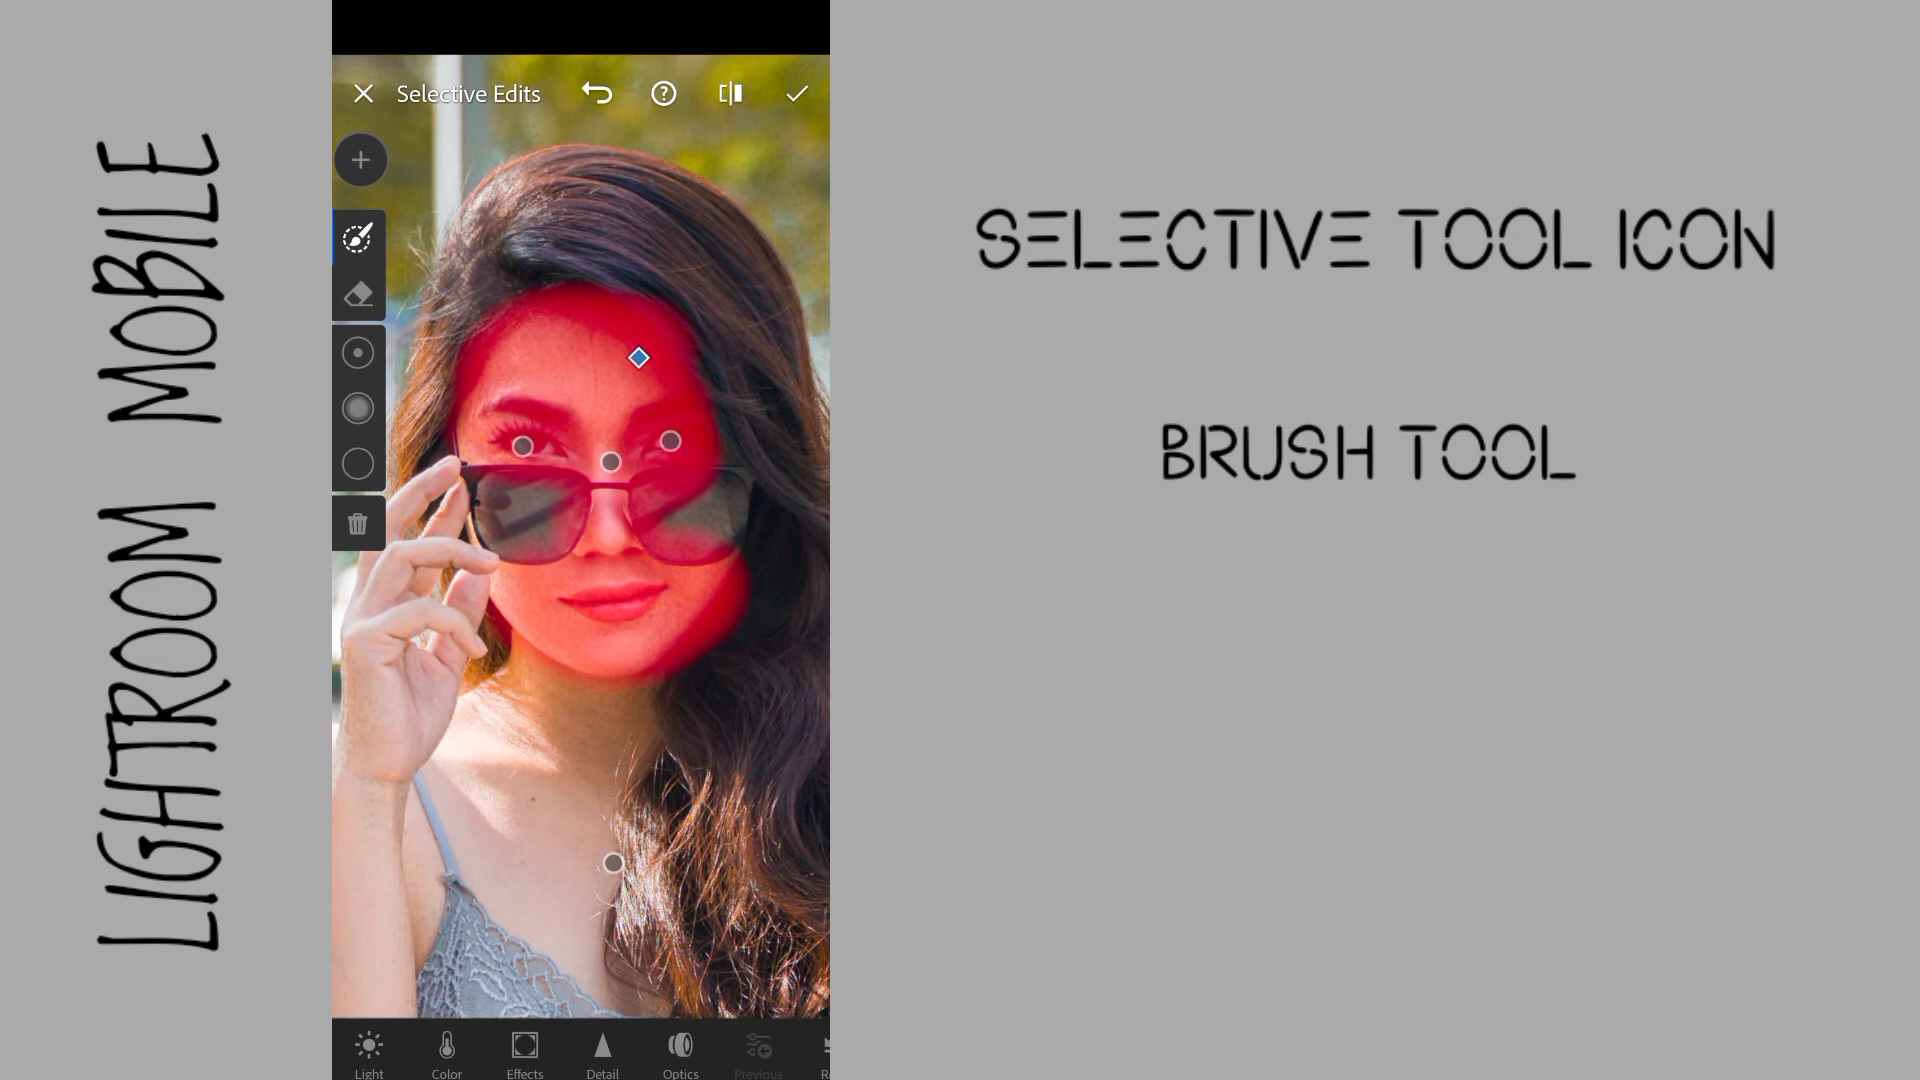 LIGHTROOM MOBILE
Selective Edits
SELECTIVE TOOL ICON
BRUSH TOOL
Light Color Effects Detail Optics Previous